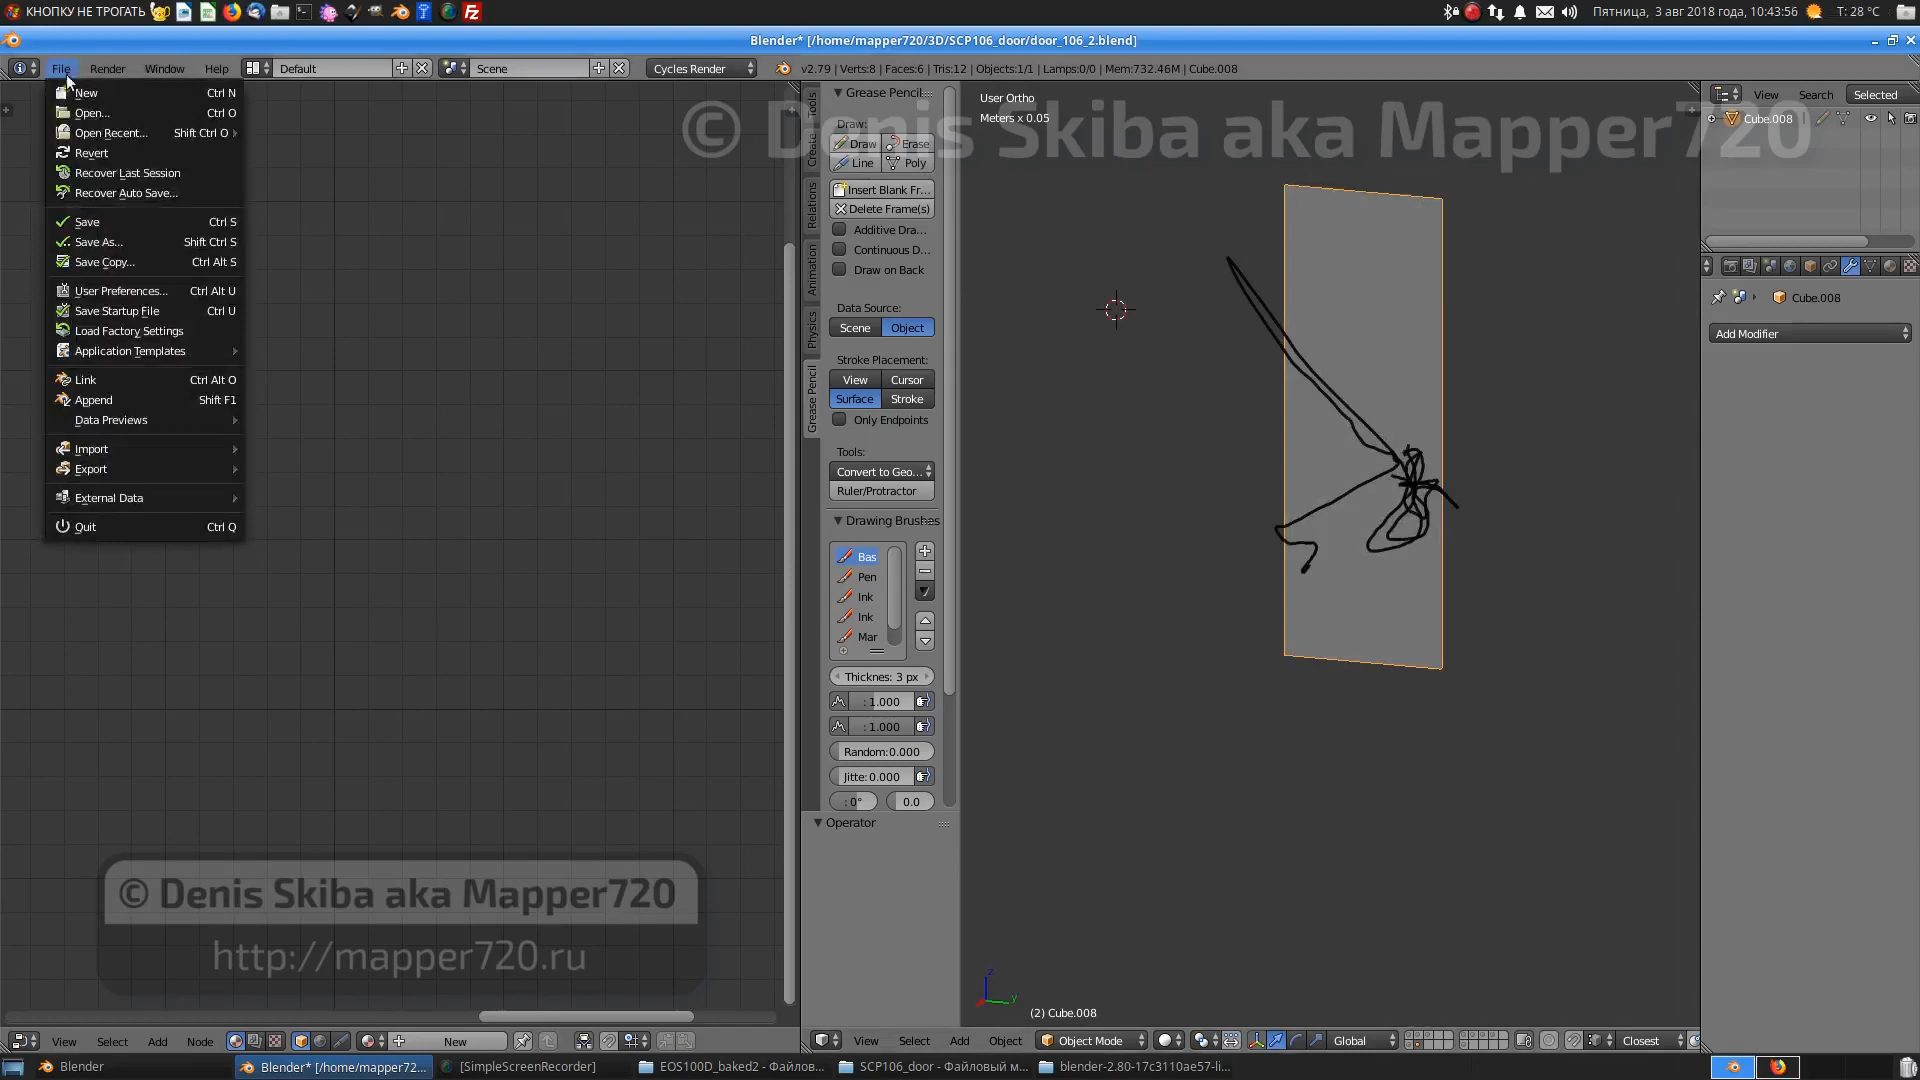 КНОПКУ НЕ ТРОГАТЬ
Пятница, 3 авг 2018 года, 10:43:56
T: 28 °C
Blender* [/home/mapper720/3D/SCP106_door/door_106_2.blend]
File Render Window Help
Default
Scene
Cycles Render
v2.79 | Verts:8 | Faces:6 | Tris:12 | Objects:1/1 | Lamps:0/0 | Mem:732.46M | Cube.008
New Ctrl N
Open... Ctrl O
Open Recent... Shift Ctrl O
Revert
Recover Last Session
Recover Auto Save...
Save Ctrl S
Save As... Shift Ctrl S
Save Copy... Ctrl Alt S
User Preferences... Ctrl Alt U
Save Startup File Ctrl U
Load Factory Settings
Application Templates
Link Ctrl Alt O
Append Shift F1
Data Previews
Import
Export
External Data
Quit Ctrl Q
© Denis Skiba aka Mapper720
http://mapper720.ru
Tools
Create
Relations
Animation
Physics
Grease Pencil
Grease Pencil
Draw:
Draw Erase
Line Poly
Insert Blank Fr...
Delete Frame(s)
Additive Dra...
Continuous D...
Draw on Back
Data Source:
Scene Object
Stroke Placement:
View Cursor
Surface Stroke
Only Endpoints
Tools:
Convert to Geo...
Ruler/Protractor
Drawing Brushes
Bas
Pen
Ink
Ink
Mar
Thicknes: 3 px
: 1.000
: 1.000
Random:0.000
Jitte: 0.000
: 0° 0.0
Operator
User Ortho
Meters x 0.05
© Denis Skiba aka Mapper720
z
y
(2) Cube.008
View Search Selected
Cube.008
Cube.008
Add Modifier
View Select Add Node
New
View Select Add Object
Object Mode
Global
Closest
Blender
Blender* [/home/mapper72...
[SimpleScreenRecorder]
EOS100D_baked2 - Файлов...
SCP106_door - Файловый м...
blender-2.80-17c3110ae57-li...